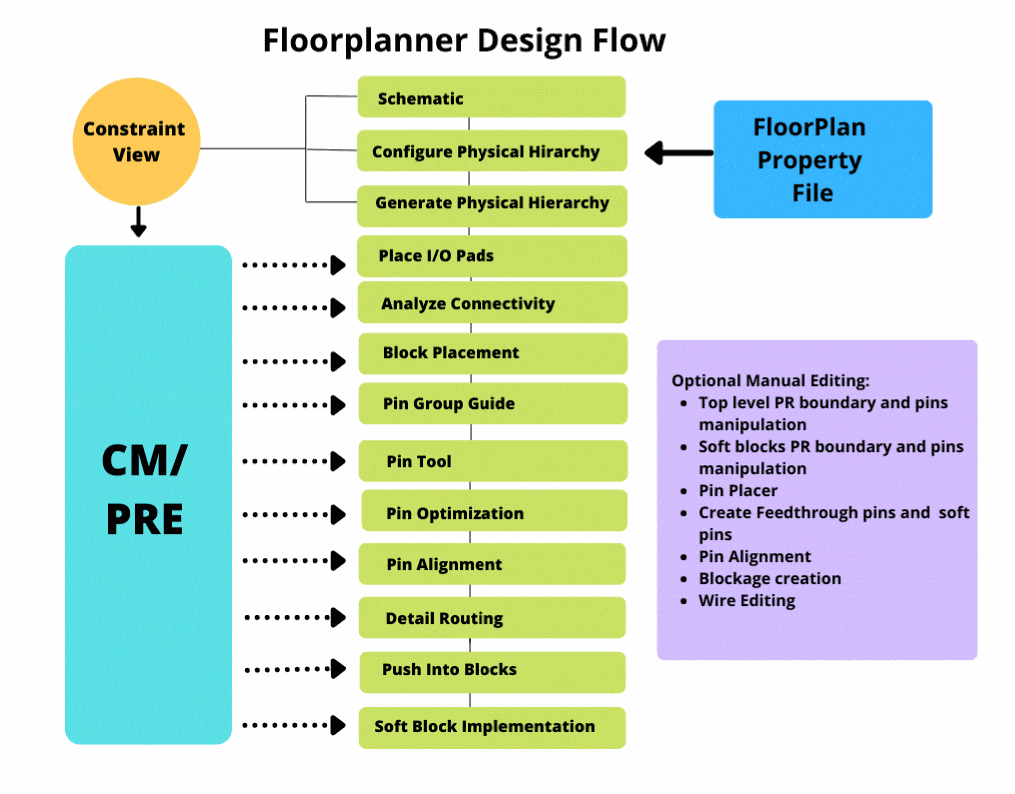 Floorplanner Design Flow
Constraint
View
Schematic
Configure Physical Hirarchy
Generate Physical Hierarchy
FloorPlan
Property
File
CM/
PRE
Place I/O Pads
Analyze Connectivity
Block Placement
Pin Group Guide
Pin Tool
Pin Optimization
Pin Alignment
Detail Routing
Push Into Blocks
Soft Block Implementation
Optional Manual Editing:
• Top level PR boundary and pins
manipulation
• Soft blocks PR boundary and pins
manipulation
• Pin Placer
• Create Feedthrough pins and soft
pins
• Pin Alignment
• Blockage creation
• Wire Editing